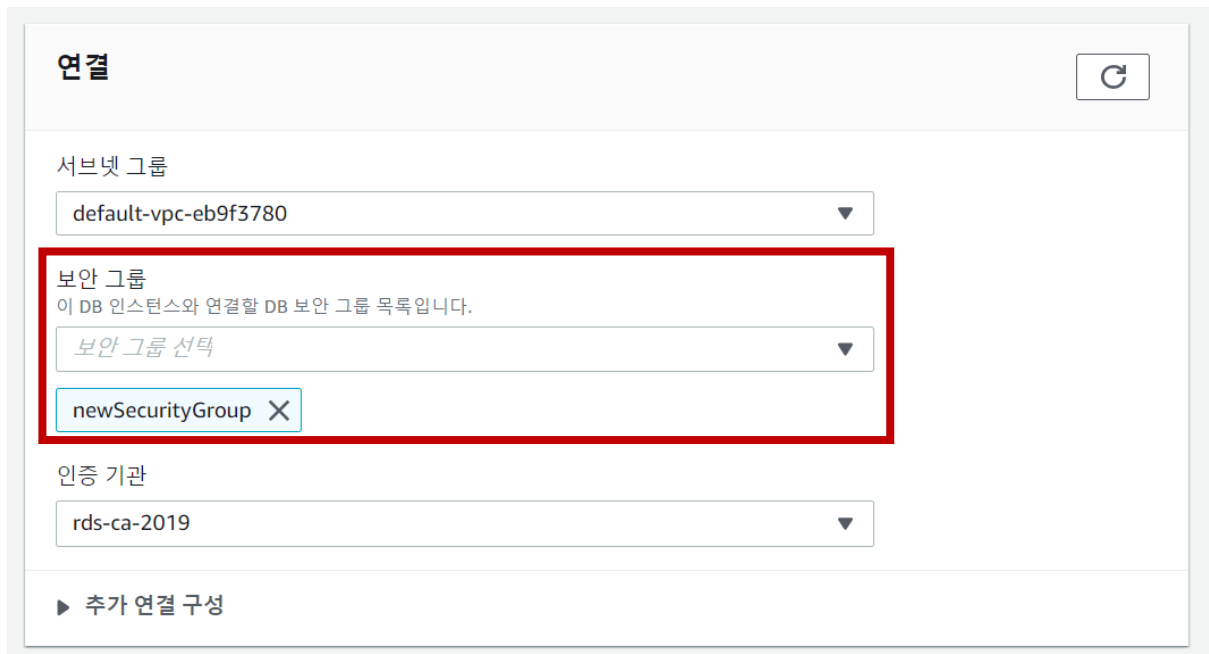 연결
서브넷 그룹
default-vpc-eb9f3780
보안 그룹
이 DB 인스턴스와 연결할 DB 보안 그룹 목록입니다.
보안 그룹 선택
newSecurityGroup
인증 기관
rds-ca-2019
추가 연결 구성